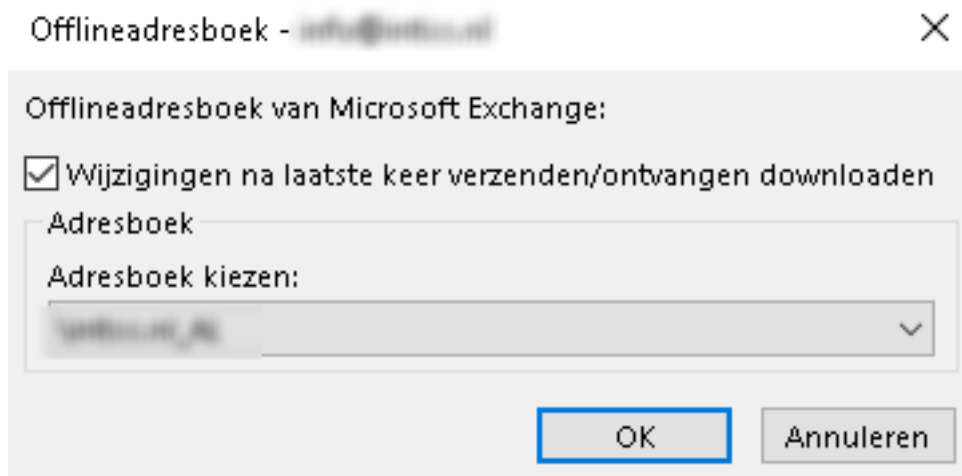 Offlineadresboek -
Offlineadresboek van Microsoft Exchange:
Wijzigingen na laatste keer verzenden/ontvangen downloaden
Adresboek
Adresboek kiezen:
OK
Annuleren